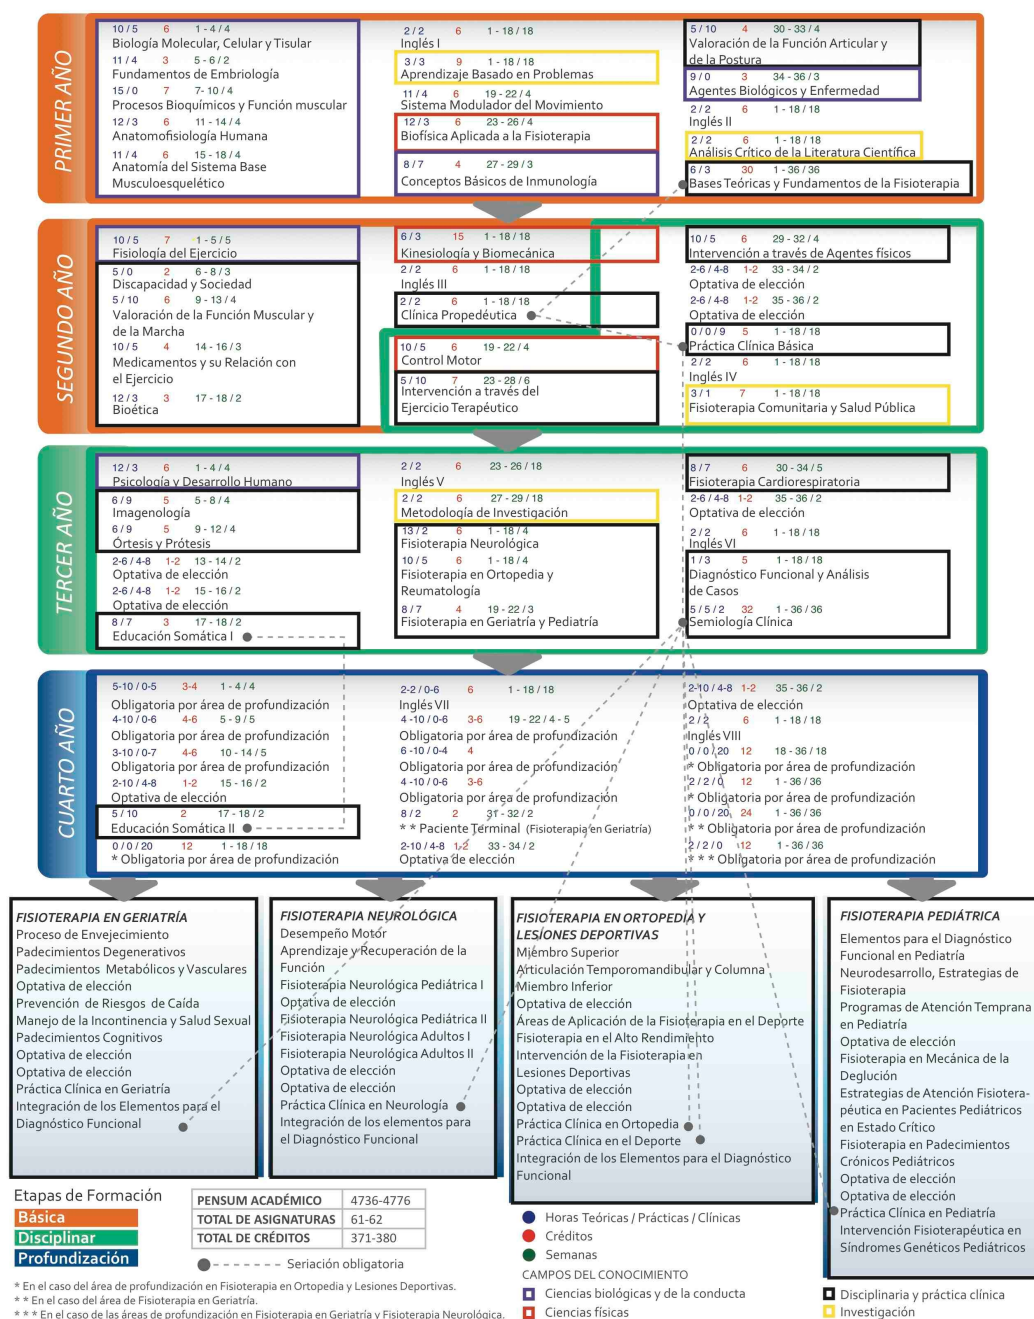 PRIMER AÑO
10 / 5 6 1 - 4 / 4
Biología Molecular, Celular y Tisular
11 / 4 3 5 - 6 / 2
Fundamentos de Embriología
15 / 0 7 7- 10 / 4
Procesos Bioquímicos y Función muscular
12 / 3 6 11 - 14 / 4
Anatomofisiología Humana
11 / 4 6 15 - 18 / 4
Anatomía del Sistema Base
Musculoesquelético
2 / 2 6 1 - 18 / 18
Inglés I
3 / 3 9 1 - 18 / 18
Aprendizaje Basado en Problemas
11 / 4 6 19 - 22 / 4
Sistema Modulador del Movimiento
12 / 3 6 23 - 26 / 4
Biofísica Aplicada a la Fisioterapia
8 / 7 4 27 - 29 / 3
Conceptos Básicos de Inmunología
5 / 10 4 30 - 33 / 4
Valoración de la Función Articular y
de la Postura
9 / 0 3 34 - 36 / 3
Agentes Biológicos y Enfermedad
2 / 2 6 1 - 18 / 18
Inglés II
2 / 2 6 1 - 18 / 18
Análisis Crítico de la Literatura Científica
6 / 3 30 1 - 36 / 36
Bases Teóricas y Fundamentos de la Fisioterapia
SEGUNDO AÑO
10 / 5 7 1 - 5 / 5
Fisiología del Ejercicio
5 / 0 2 6 - 8 / 3
Discapacidad y Sociedad
5 / 10 6 9 - 13 / 4
Valoración de la Función Muscular y
de la Marcha
10 / 5 4 14 - 16 / 3
Medicamentos y su Relación con
el Ejercicio
12 / 3 3 17 - 18 / 2
Bioética
6 / 3 15 1 - 18 / 18
Kinesiología y Biomecánica
2 / 2 6 1 - 18 / 18
Inglés III
2 / 2 6 1 - 18 / 18
Clínica Propedéutica
10 / 5 6 19 - 22 / 4
Control Motor
5 / 10 7 23 - 28 / 6
Intervención a través del
Ejercicio Terapéutico
10 / 5 6 29 - 32 / 4
Intervención a través de Agentes físicos
2-6 / 4-8 1-2 33 - 34 / 2
Optativa de elección
2-6 / 4-8 1-2 35 - 36 / 2
Optativa de elección
0 / 0 / 9 5 1 - 18 / 18
Práctica Clínica Básica
2 / 2 6 1 - 18 / 18
Inglés IV
3 / 1 7 1 - 18 / 18
Fisioterapia Comunitaria y Salud Pública
TERCER AÑO
12 / 3 6 1 - 4 / 4
Psicología y Desarrollo Humano
6 / 9 5 5 - 8 / 4
Imagenología
6 / 9 5 9 - 12 / 4
Órtesis y Prótesis
2-6 / 4-8 1-2 13 - 14 / 2
Optativa de elección
2-6 / 4-8 1-2 15 - 16 / 2
Optativa de elección
8 / 7 3 17 - 18 / 2
Educación Somática I
2 / 2 6 23 - 26 / 18
Inglés V
2 / 2 6 27 - 29 / 18
Metodología de Investigación
13 / 2 6 1 - 18 / 4
Fisioterapia Neurológica
10 / 5 6 1 - 18 / 4
Fisioterapia en Ortopedia y
Reumatología
8 / 7 4 19 - 22 / 3
Fisioterapia en Geriatría y Pediatría
8 / 7 6 30 - 34 / 5
Fisioterapia Cardiorespiratoria
2-6 / 4-8 1-2 35 - 36 / 2
Optativa de elección
2 / 2 6 1 - 18 / 18
Inglés VI
1 / 3 5 1 - 18 / 18
Diagnóstico Funcional y Análisis
de Casos
5 / 5 / 2 32 1 - 36 / 36
Semiología Clínica
CUARTO AÑO
5-10 / 0-5 3-4 1 - 4 / 4
Obligatoria por área de profundización
4-10 / 0-6 4-6 5 - 9 / 5
Obligatoria por área de profundización
3-10 / 0-7 4-6 10 - 14 / 5
Obligatoria por área de profundización
2-10 / 4-8 1-2 15 - 16 / 2
Optativa de elección
5 / 10 2 17 - 18 / 2
Educación Somática II
0 / 0 / 20 12 1 - 18 / 18
* Obligatoria por área de profundización
2-2 / 0-6 6 1 - 18 / 18
Inglés VII
4 -10 / 0-6 3-6 19 - 22 / 4 - 5
Obligatoria por área de profundización
6 -10 / 0-4 4
Obligatoria por área de profundización
4 -10 / 0-6 3-6
Obligatoria por área de profundización
8 / 2 2 31 - 32 / 2
* * Paciente Terminal (Fisioterapia en Geriatría)
2-10 / 4-8 1-2 33 - 34 / 2
Optativa de elección
2-10 / 4-8 1-2 35 - 36 / 2
Optativa de elección
2 / 2 6 1 - 18 / 18
Inglés VIII
0 / 0 / 20 12 18 - 36 / 18
* Obligatoria por área de profundización
2 / 2 / 0 12 1 - 36 / 36
* Obligatoria por área de profundización
0 / 0 / 20 24 1 - 36 / 36
* * Obligatoria por área de profundización
2 / 2 / 0 12 1 - 36 / 36
* * * Obligatoria por área de profundización
FISIOTERAPIA EN GERIATRÍA
Proceso de Envejecimiento
Padecimientos Degenerativos
Padecimientos Metabólicos y Vasculares
Optativa de elección
Prevención de Riesgos de Caída
Manejo de la Incontinencia y Salud Sexual
Padecimientos Cognitivos
Optativa de elección
Optativa de elección
Práctica Clínica en Geriatría
Integración de los Elementos para el
Diagnóstico Funcional
FISIOTERAPIA NEUROLÓGICA
Desempeño Motor
Aprendizaje y Recuperación de la
Función
Fisioterapia Neurológica Pediátrica I
Optativa de elección
Fisioterapia Neurológica Pediátrica II
Fisioterapia Neurológica Adultos I
Fisioterapia Neurológica Adultos II
Optativa de elección
Optativa de elección
Práctica Clínica en Neurología
Integración de los elementos para
el Diagnóstico Funcional
FISIOTERAPIA EN ORTOPEDIA Y
LESIONES DEPORTIVAS
Miembro Superior
Articulación Temporomandibular y Columna
Miembro Inferior
Optativa de elección
Áreas de Aplicación de la Fisioterapia en el Deporte
Fisioterapia en el Alto Rendimiento
Intervención de la Fisioterapia en
Lesiones Deportivas
Optativa de elección
Optativa de elección
Práctica Clínica en Ortopedia
Práctica Clínica en el Deporte
Integración de los Elementos para el Diagnóstico
Funcional
FISIOTERAPIA PEDIÁTRICA
Elementos para el Diagnóstico
Funcional en Pediatría
Neurodesarrollo, Estrategias de
Fisioterapia
Programas de Atención Temprana
en Pediatría
Optativa de elección
Fisioterapia en Mecánica de la
Deglución
Estrategias de Atención Fisiotera-
péutica en Pacientes Pediátricos
en Estado Crítico
Fisioterapia en Padecimientos
Crónicos Pediátricos
Optativa de elección
Optativa de elección
Práctica Clínica en Pediatría
Intervención Fisioterapéutica en
Síndromes Genéticos Pediátricos
Etapas de Formación
Básica
Disciplinar
Profundización
PENSUM ACADÉMICO 4736-4776
TOTAL DE ASIGNATURAS 61-62
TOTAL DE CRÉDITOS 371-380
Seriación obligatoria
Horas Teóricas / Prácticas / Clínicas
Créditos
Semanas
CAMPOS DEL CONOCIMIENTO
Ciencias biológicas y de la conducta
Ciencias físicas
Disciplinaria y práctica clínica
Investigación
* En el caso del área de profundización en Fisioterapia en Ortopedia y Lesiones Deportivas.
* * En el caso del área de Fisioterapia en Geriatría.
* * * En el caso de las áreas de profundización en Fisioterapia en Geriatría y Fisioterapia Neurológica.